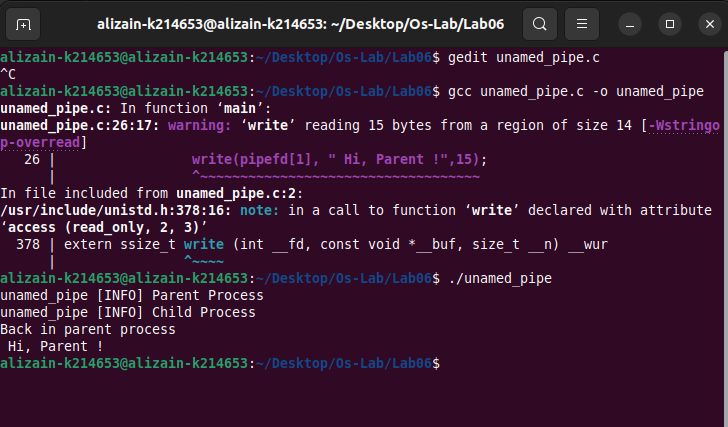 alizain-k214653@alizain-k214653: ~/Desktop/Os-Lab/Lab06
alizain-k214653@alizain-k214653:~/Desktop/Os-Lab/Lab06$ gedit unamed_pipe.c
^C
alizain-k214653@alizain-k214653:~/Desktop/Os-Lab/Lab06$ gcc unamed_pipe.c -o unamed_pipe
unamed_pipe.c: In function ‘main’:
unamed_pipe.c:26:17: warning: ‘write’ reading 15 bytes from a region of size 14 [-Wstringo
p-overread]
   26 |                 write(pipefd[1], " Hi, Parent !",15);
      |                 ^~~~~~~~~~~~~~~~~~~~~~~~~~~~~~~~~~~~
In file included from unamed_pipe.c:2:
/usr/include/unistd.h:378:16: note: in a call to function ‘write’ declared with attribute
‘access (read_only, 2, 3)’
  378 | extern ssize_t write (int __fd, const void *__buf, size_t __n) __wur
      |                ^~~~~
alizain-k214653@alizain-k214653:~/Desktop/Os-Lab/Lab06$ ./unamed_pipe
unamed_pipe [INFO] Parent Process
unamed_pipe [INFO] Child Process
Back in parent process
 Hi, Parent !
alizain-k214653@alizain-k214653:~/Desktop/Os-Lab/Lab06$